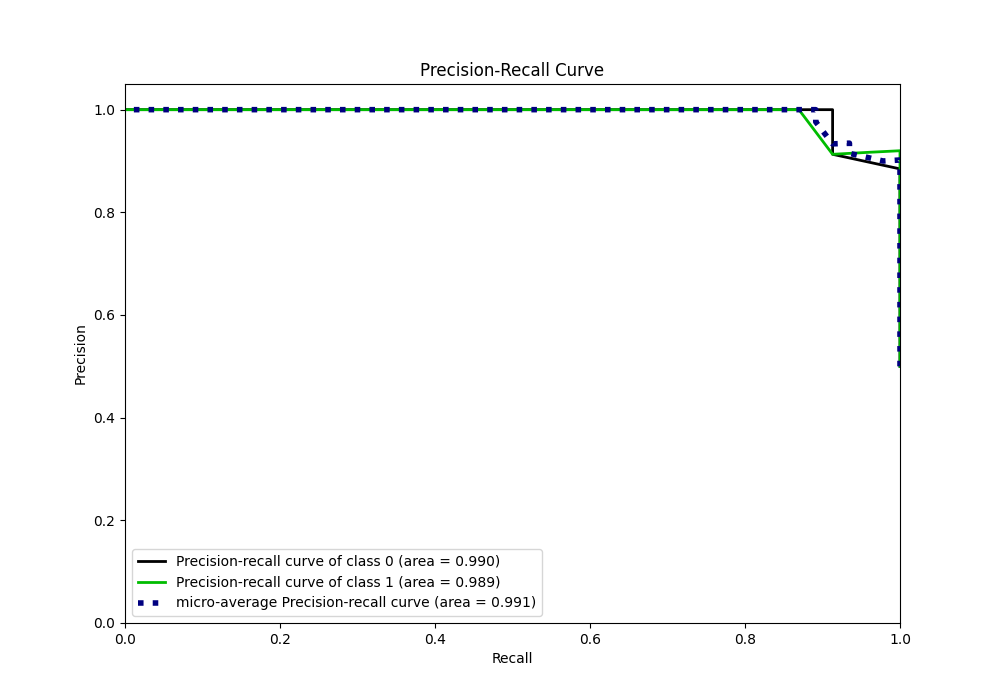 Precision-Recall Curve
1.0
0.8
0.6
0.4
0.2
0.0
Precision
Precision-recall curve of class 0 (area = 0.990)
Precision-recall curve of class 1 (area = 0.989)
micro-average Precision-recall curve (area = 0.991)
0.0 0.2 0.4 0.6 0.8 1.0
Recall